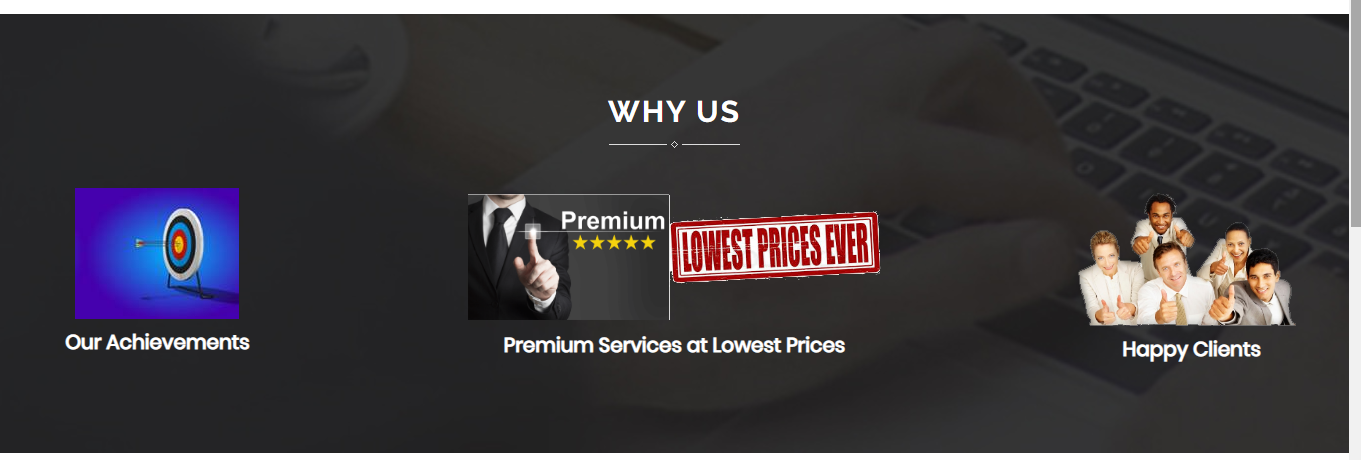 WHY US
Premium
LOWEST PRICES EVER
Our Achievements
Premium Services at Lowest Prices
Happy Clients